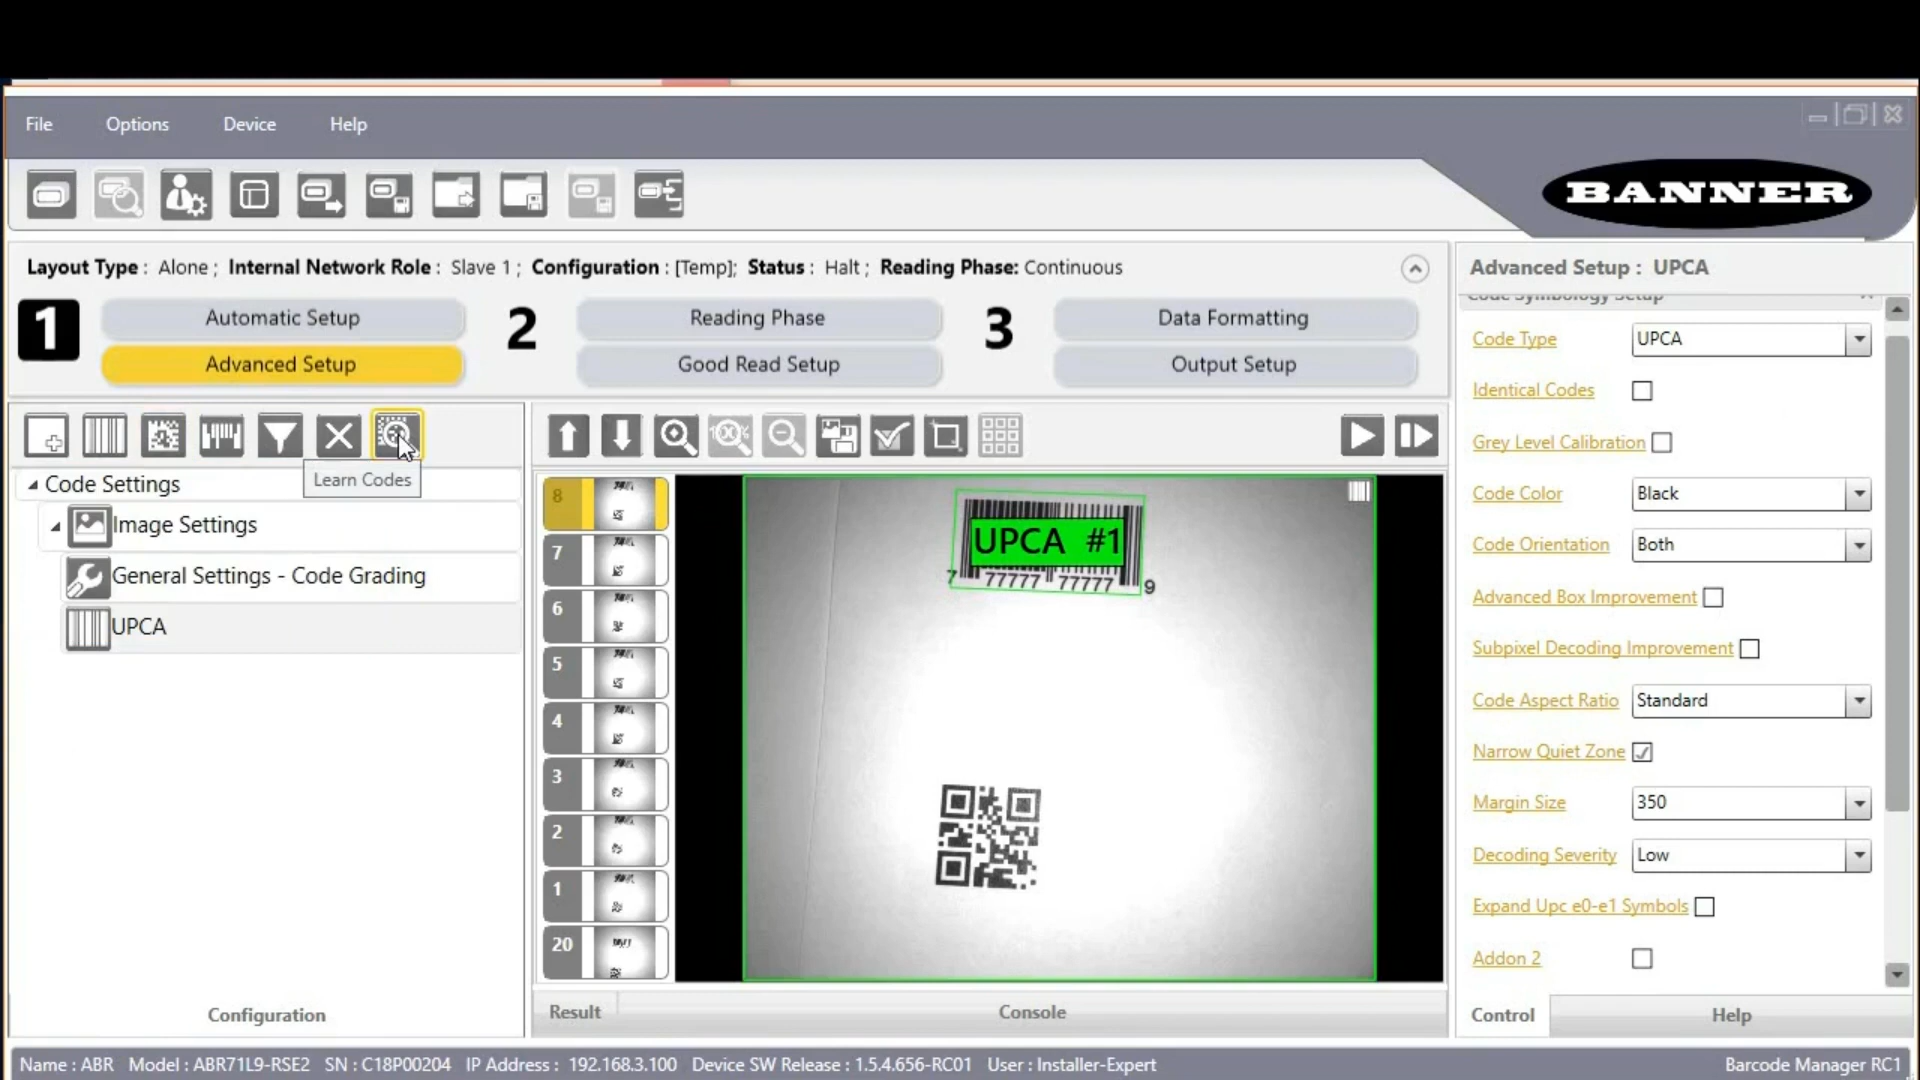 File Options Device Help
BANNER
Layout Type : Alone ; Internal Network Role : Slave 1 ; Configuration : [Temp]; Status : Halt ; Reading Phase: Continuous
1 Automatic Setup
Advanced Setup
2 Reading Phase
Good Read Setup
3 Data Formatting
Output Setup
Learn Codes
Code Settings
Image Settings
General Settings - Code Grading
UPCA
Configuration
100%
8
7
6
5
4
3
2
1
20
UPCA #1
7 77777 77777 9
Result Console
Advanced Setup : UPCA
Code Symbology Setup
Code Type UPCA
Identical Codes
Grey Level Calibration
Code Color Black
Code Orientation Both
Advanced Box Improvement
Subpixel Decoding Improvement
Code Aspect Ratio Standard
Narrow Quiet Zone
Margin Size 350
Decoding Severity Low
Expand Upc e0-e1 Symbols
Addon 2
Control Help
Name : ABR Model : ABR71L9-RSE2 SN : C18P00204 IP Address : 192.168.3.100 Device SW Release : 1.5.4.656-RC01 User : Installer-Expert Barcode Manager RC1